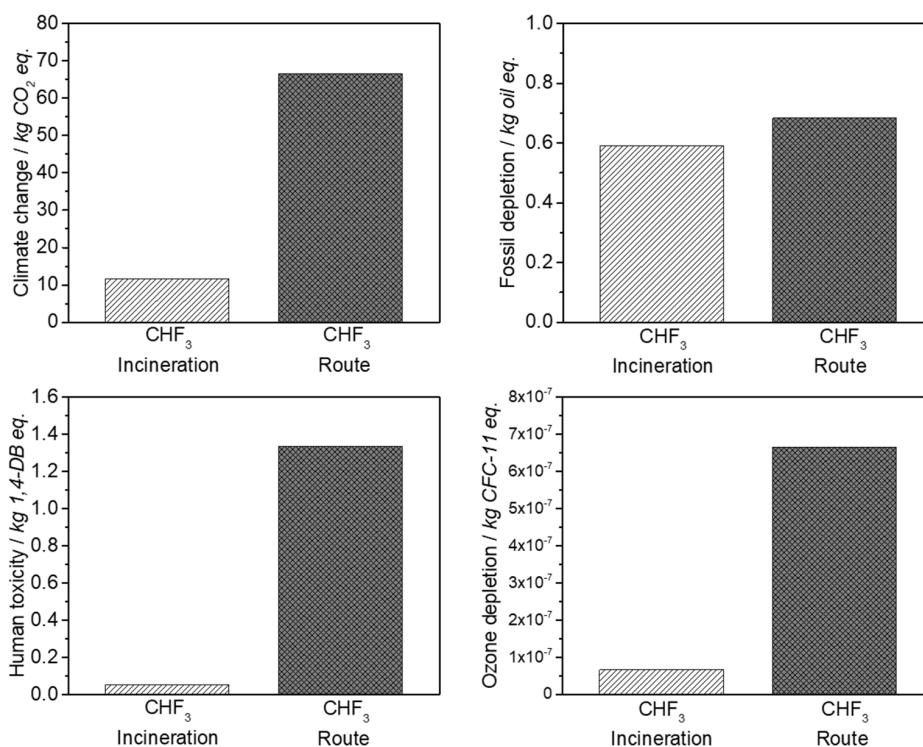 Climate change / kg CO₂ eq.
80
70
60
50
40
30
20
10
0
CHF₃
Incineration
CHF₃
Route
Fossil depletion / kg oil eq.
1.0
0.8
0.6
0.4
0.2
0.0
CHF₃
Incineration
CHF₃
Route
Human toxicity / kg 1,4-DB eq.
1.6
1.4
1.2
1.0
0.8
0.6
0.4
0.2
0.0
CHF₃
Incineration
CHF₃
Route
Ozone depletion / kg CFC-11 eq.
8x10⁻⁷
7x10⁻⁷
6x10⁻⁷
5x10⁻⁷
4x10⁻⁷
3x10⁻⁷
2x10⁻⁷
1x10⁻⁷
0
CHF₃
Incineration
CHF₃
Route